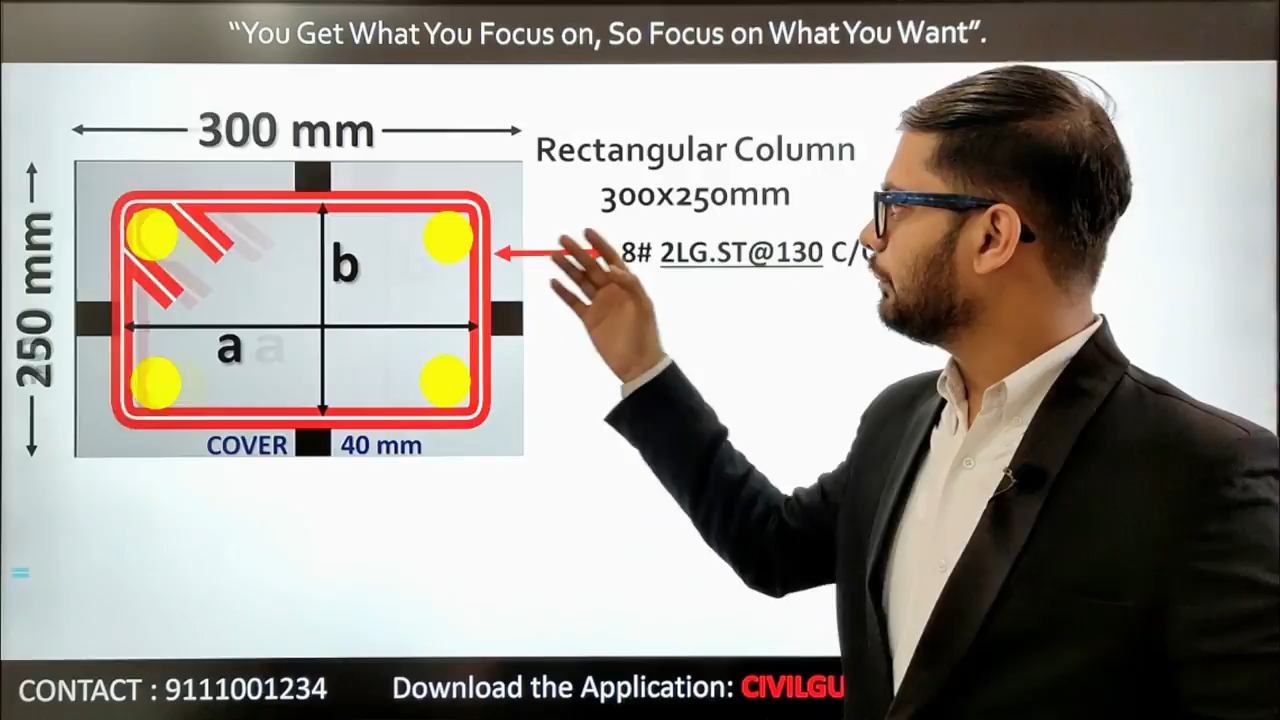 “You Get What You Focus on, So Focus on What You Want”.
300 mm
250 mm
Rectangular Column
300x250mm
8# 2LG.ST@130 C/
b
a
COVER 40 mm
=
CONTACT : 9111001234 Download the Application: CIVILGU